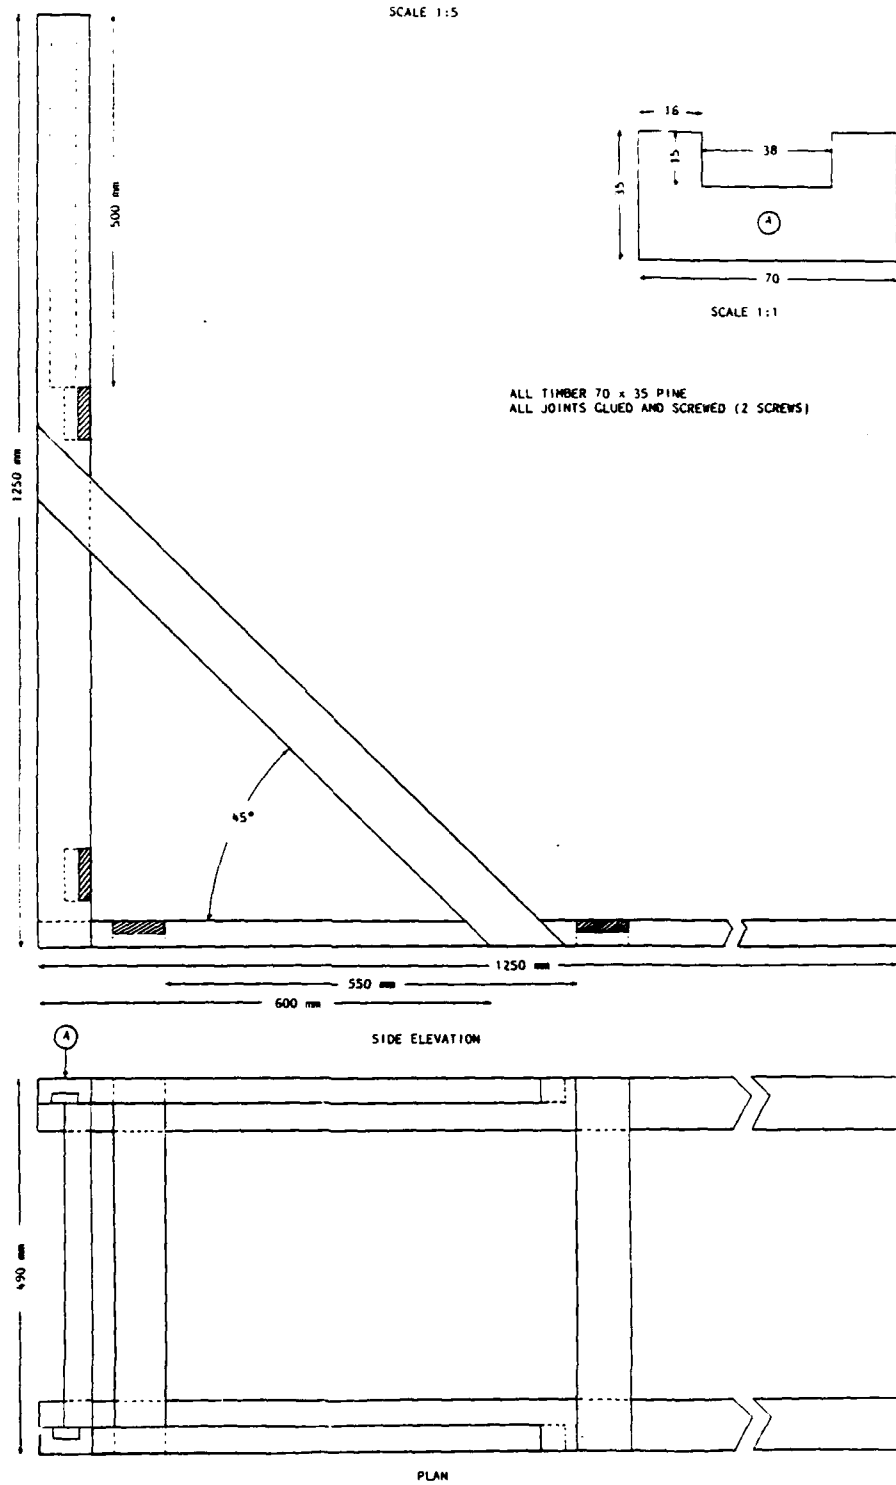 SCALE 1:5
16
15
38
35
A
70
SCALE 1:1
500 mm
ALL TIMBER 70 x 35 PINE
ALL JOINTS GLUED AND SCREWED (2 SCREWS)
1250 mm
45°
1250 mm
550 mm
600 mm
A
SIDE ELEVATION
490 mm
PLAN